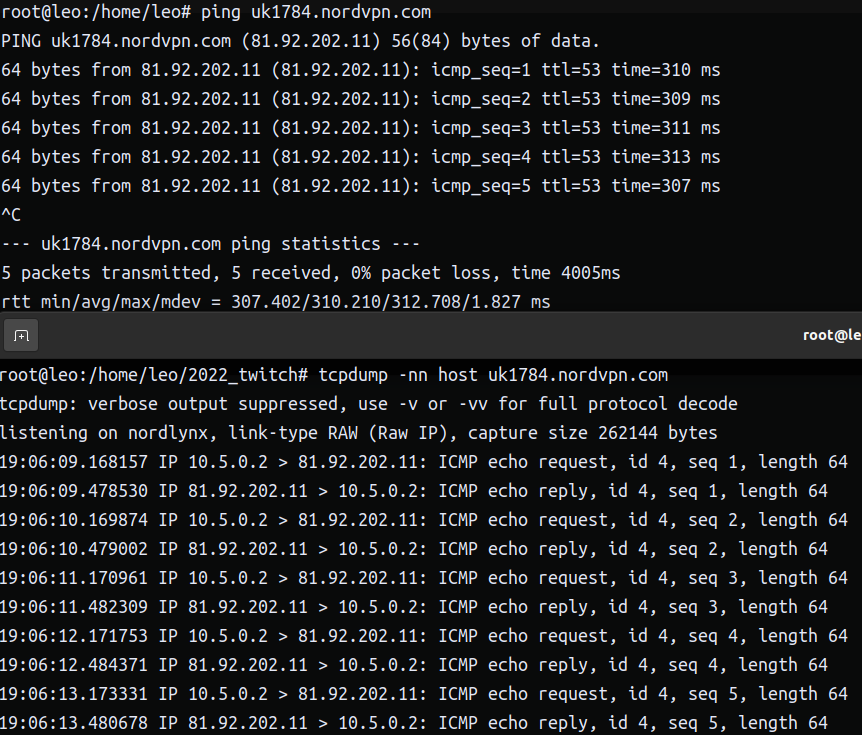 root@leo:/home/leo# ping uk1784.nordvpn.com
PING uk1784.nordvpn.com (81.92.202.11) 56(84) bytes of data.
64 bytes from 81.92.202.11 (81.92.202.11): icmp_seq=1 ttl=53 time=310 ms
64 bytes from 81.92.202.11 (81.92.202.11): icmp_seq=2 ttl=53 time=309 ms
64 bytes from 81.92.202.11 (81.92.202.11): icmp_seq=3 ttl=53 time=311 ms
64 bytes from 81.92.202.11 (81.92.202.11): icmp_seq=4 ttl=53 time=313 ms
64 bytes from 81.92.202.11 (81.92.202.11): icmp_seq=5 ttl=53 time=307 ms
^C
--- uk1784.nordvpn.com ping statistics ---
5 packets transmitted, 5 received, 0% packet loss, time 4005ms
rtt min/avg/max/mdev = 307.402/310.210/312.708/1.827 ms
root@le
root@leo:/home/leo/2022_twitch# tcpdump -nn host uk1784.nordvpn.com
tcpdump: verbose output suppressed, use -v or -vv for full protocol decode
listening on nordlynx, link-type RAW (Raw IP), capture size 262144 bytes
19:06:09.168157 IP 10.5.0.2 > 81.92.202.11: ICMP echo request, id 4, seq 1, length 64
19:06:09.478530 IP 81.92.202.11 > 10.5.0.2: ICMP echo reply, id 4, seq 1, length 64
19:06:10.169874 IP 10.5.0.2 > 81.92.202.11: ICMP echo request, id 4, seq 2, length 64
19:06:10.479002 IP 81.92.202.11 > 10.5.0.2: ICMP echo reply, id 4, seq 2, length 64
19:06:11.170961 IP 10.5.0.2 > 81.92.202.11: ICMP echo request, id 4, seq 3, length 64
19:06:11.482309 IP 81.92.202.11 > 10.5.0.2: ICMP echo reply, id 4, seq 3, length 64
19:06:12.171753 IP 10.5.0.2 > 81.92.202.11: ICMP echo request, id 4, seq 4, length 64
19:06:12.484371 IP 81.92.202.11 > 10.5.0.2: ICMP echo reply, id 4, seq 4, length 64
19:06:13.173331 IP 10.5.0.2 > 81.92.202.11: ICMP echo request, id 4, seq 5, length 64
19:06:13.480678 IP 81.92.202.11 > 10.5.0.2: ICMP echo reply, id 4, seq 5, length 64